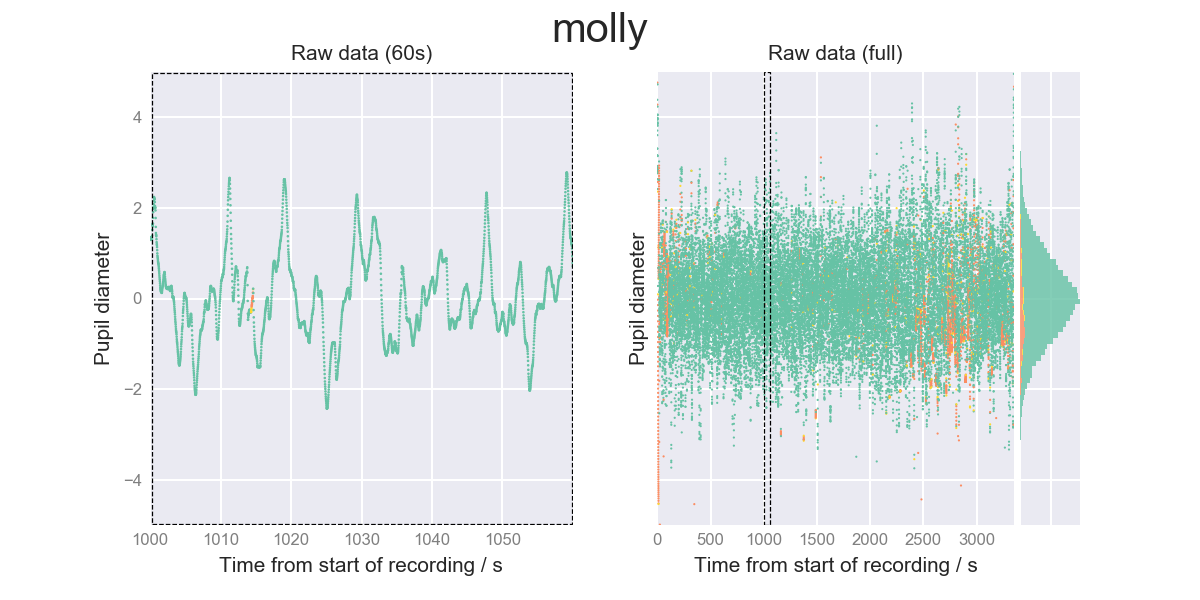 molly
Raw data (60s)
Raw data (full)
Pupil diameter
4
2
0
−2
−4
1000 1010 1020 1030 1040 1050
Time from start of recording / s
Pupil diameter
0 500 1000 1500 2000 2500 3000
Time from start of recording / s